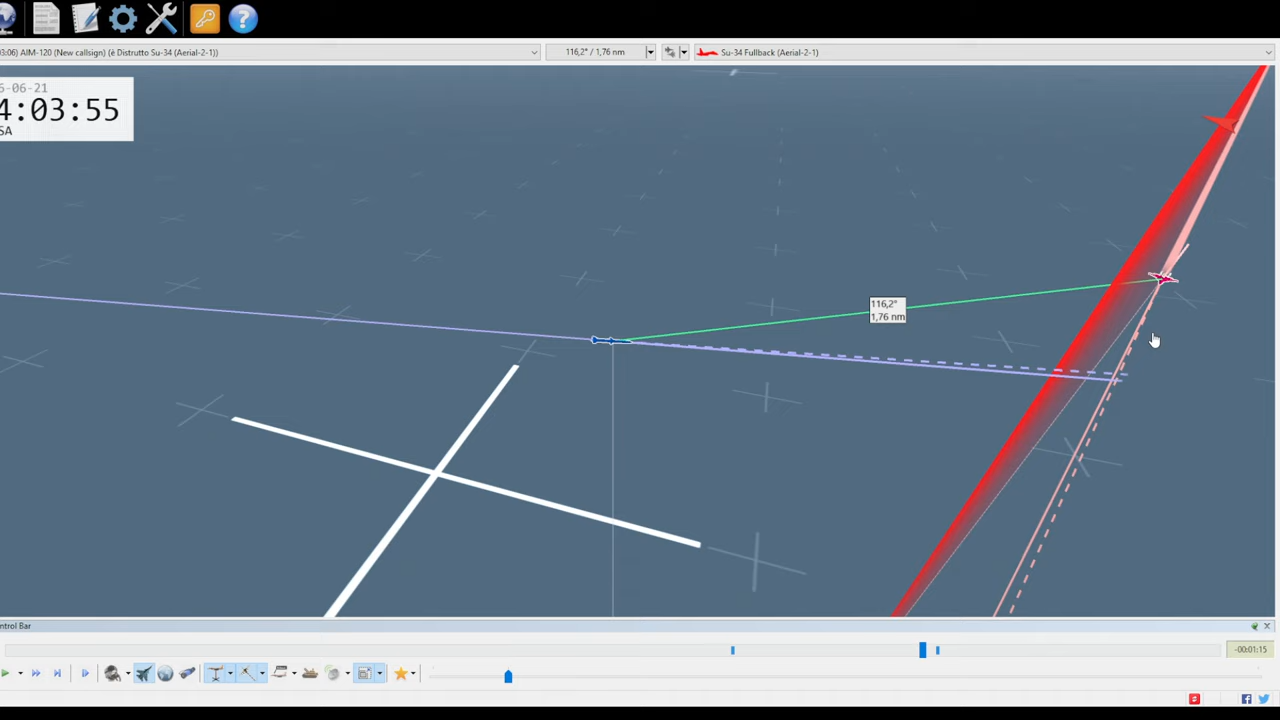 :03:06) AIM-120 (New callsign) (è Distrutto Su-34 (Aerial-2-1))
116,2° / 1,76 nm
Su-34 Fullback (Aerial-2-1)
5-06-21
4:03:55
SA
116,2°
1,76 nm
ntrol Bar
-00:01:15